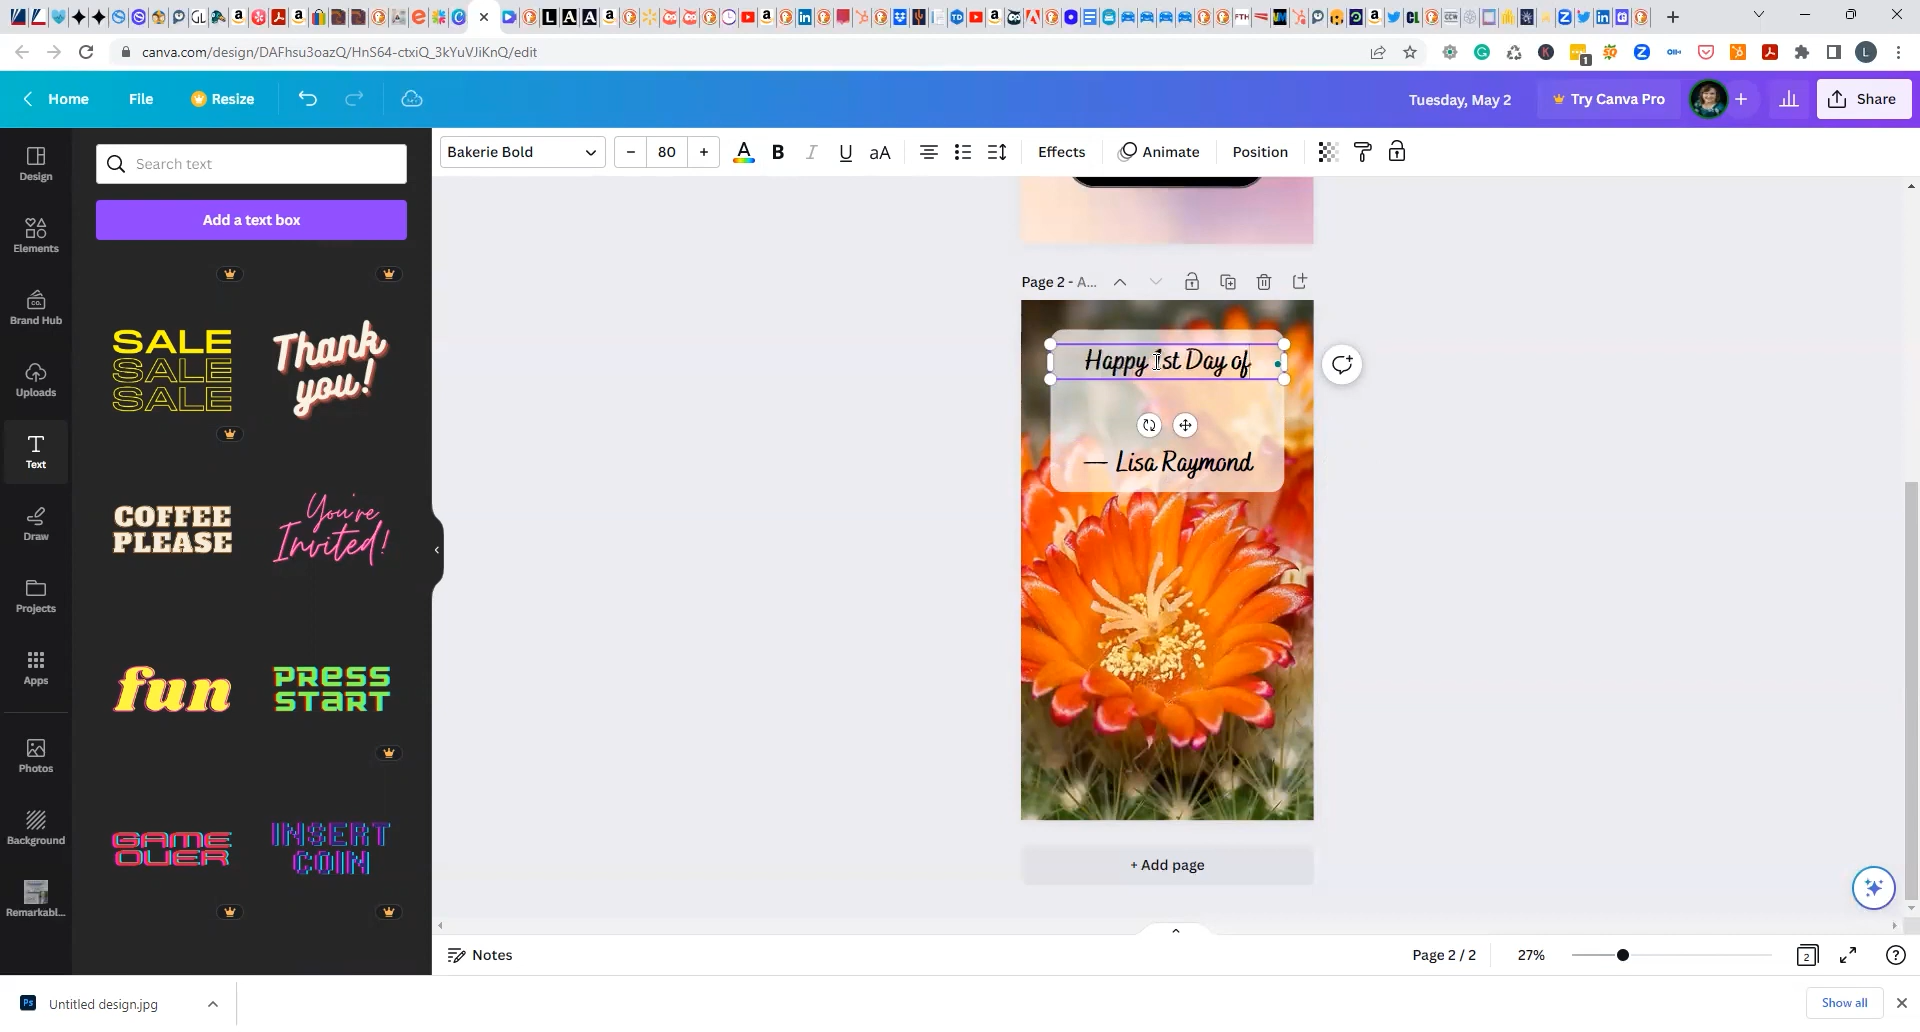 canva.com/design/DAFhsu3oazQ/HnS64-ctxiQ_3kYuVJiKnQ/edit
Home File Resize Tuesday, May 2 Try Canva Pro Share
Bakerie Bold 80 A B I U aA Effects Animate Position
Search text
Add a text box
Design
Elements
Brand Hub
Uploads
Text
Draw
Projects
Apps
Photos
Background
Remarkabl...
SALE
SALE
SALE
Thank
you!
COFFEE
PLEASE
You're
Invited!
fun
PRESS
START
GAME
OVER
INSERT
COIN
Page 2 - A...
Happy 1st Day of
— Lisa Raymond
+ Add page
Notes
Page 2 / 2 27% 2
Untitled design.jpg
Show all